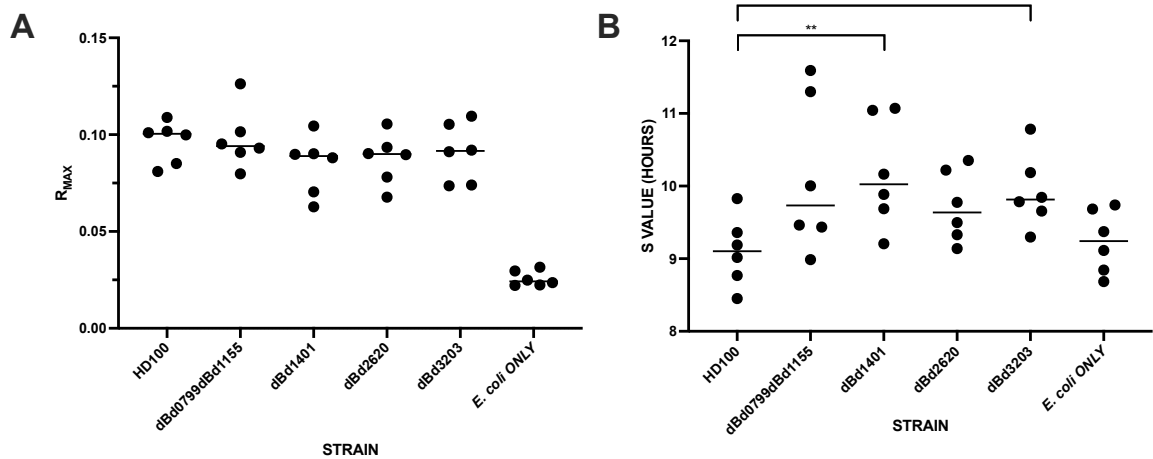 A
R_MAX
0.15
0.10
0.05
0.00
HD100
dBd0799dBd1155
dBd1401
dBd2620
dBd3203
E. coli ONLY
STRAIN
B
S VALUE (HOURS)
**
12
11
10
9
8
HD100
dBd0799dBd1155
dBd1401
dBd2620
dBd3203
E. coli ONLY
STRAIN